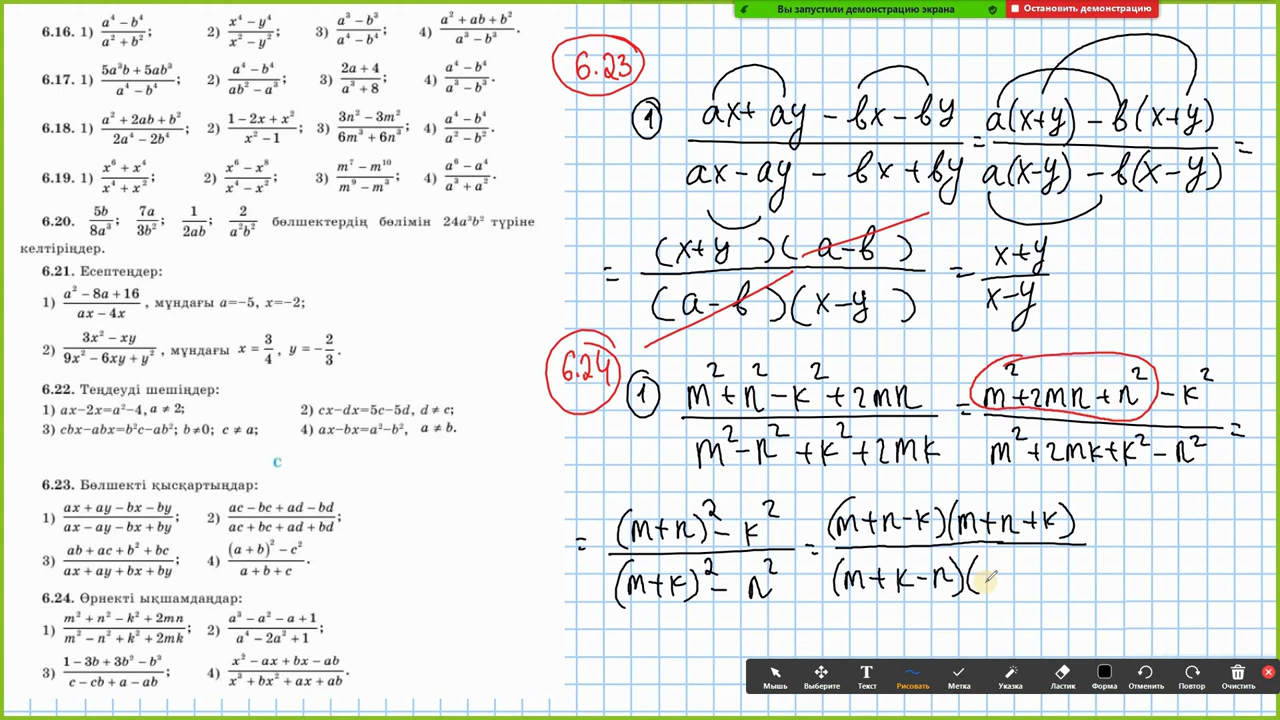 Вы запустили демонстрацию экрана
Остановить демонстрацию
6.16. 1) (a⁴ − b⁴)/(a² + b²); 2) (x⁴ − y⁴)/(x² − y²); 3) (a³ − b³)/(a⁴ − b⁴); 4) (a² + ab + b²)/(a³ − b³).
6.17. 1) (5a³b + 5ab³)/(a⁴ − b⁴); 2) (a⁴ − b⁴)/(ab² − a³); 3) (2a + 4)/(a³ + 8); 4) (a⁴ − b⁴)/(a³ − b³).
6.18. 1) (a² + 2ab + b²)/(2a⁴ − 2b⁴); 2) (1 − 2x + x²)/(x² − 1); 3) (3n² − 3m²)/(6m³ + 6n³); 4) (a⁴ − b⁴)/(a² − b²).
6.19. 1) (x⁶ + x⁴)/(x⁴ + x²); 2) (x⁶ − x⁸)/(x⁴ − x²); 3) (m⁷ − m¹⁰)/(m⁹ − m³); 4) (a⁶ − a⁴)/(a³ + a²).
6.20. 5b/8a³; 7a/3b²; 1/2ab; 2/a²b² бөлшектердің бөлімін 24a³b² түріне
келтіріңдер.
6.21. Есептеңдер:
1) (a² − 8a + 16)/(ax − 4x), мұндағы a=−5, x=−2;
2) (3x² − xy)/(9x² − 6xy + y²), мұндағы x = 3/4, y = −2/3.
6.22. Теңдеуді шешіңдер:
1) ax−2x=a²−4, a ≠ 2; 2) cx−dx=5c−5d, d ≠ c;
3) cbx−abx=b²c−ab²; b≠0; c ≠ a; 4) ax−bx=a²−b², a ≠ b.
C
6.23. Бөлшекті қысқартыңдар:
1) (ax + ay − bx − by)/(ax − ay − bx + by); 2) (ac − bc + ad − bd)/(ac + bc + ad + bd);
3) (ab + ac + b² + bc)/(ax + ay + bx + by); 4) ((a + b)² − c²)/(a + b + c).
6.24. Өрнекті ықшамдаңдар:
1) (m² + n² − k² + 2mn)/(m² − n² + k² + 2mk); 2) (a³ − a² − a + 1)/(a⁴ − 2a² + 1);
3) (1 − 3b + 3b² − b³)/(c − cb + a − ab); 4) (x² − ax + bx − ab)/(x³ + bx² + ax + ab).
6.23
1 (ax + ay − bx − by)/(ax − ay − bx + by) = (a(x+y) − b(x+y))/(a(x−y) − b(x−y)) =
= ((x+y)(a−b))/((a−b)(x−y)) = (x+y)/(x−y)
6.24
1 (m² + n² − k² + 2mn)/(m² − n² + k² + 2mk) = (m² + 2mn + n² − k²)/(m² + 2mk + k² − n²) =
= ((m+n)² − k²)/((m+k)² − n²) = ((m+n−k)(m+n+k))/((m+k−n)(
Мышь Выберите Текст Рисовать Метка Указка Ластик Форма Отменить Повтор Очистить